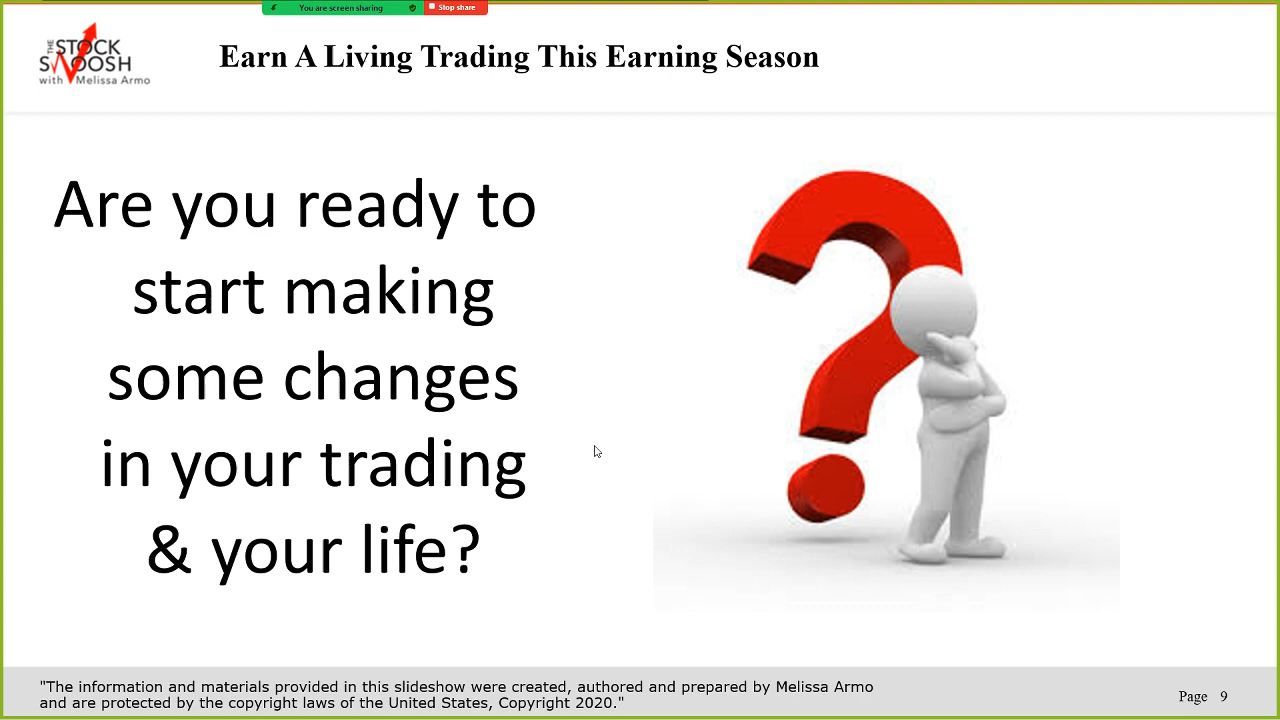 You are screen sharing
Stop share
THE
STOCK
SWOOSH
with Melissa Armo
Earn A Living Trading This Earning Season
Are you ready to
start making
some changes
in your trading
& your life?
"The information and materials provided in this slideshow were created, authored and prepared by Melissa Armo
and are protected by the copyright laws of the United States, Copyright 2020."
Page 9